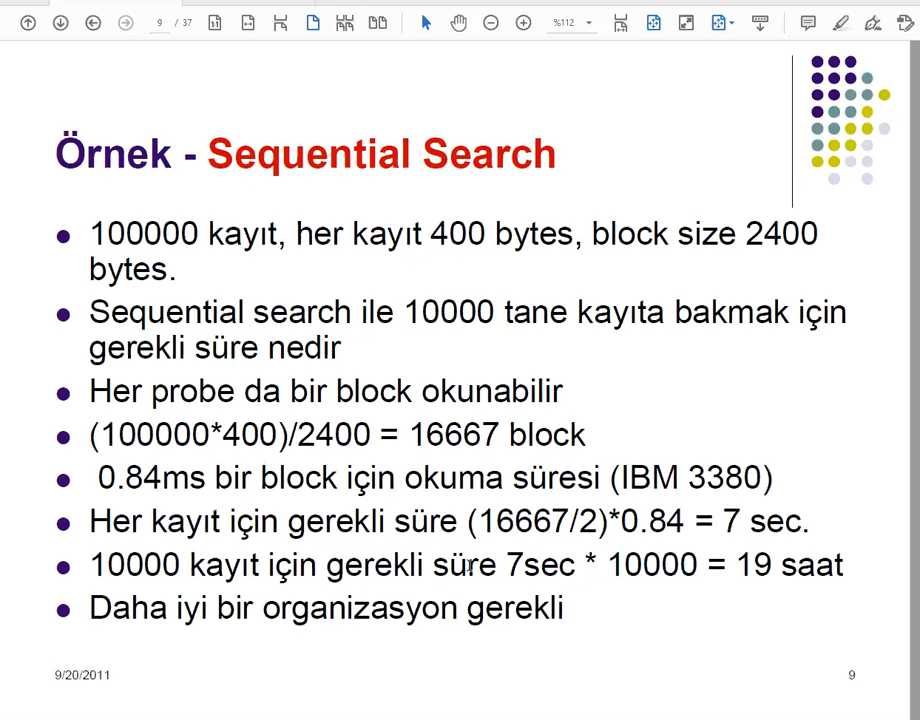 9 / 37
%112
Örnek - Sequential Search
100000 kayıt, her kayıt 400 bytes, block size 2400
bytes.
Sequential search ile 10000 tane kayıta bakmak için
gerekli süre nedir
Her probe da bir block okunabilir
(100000*400)/2400 = 16667 block
0.84ms bir block için okuma süresi (IBM 3380)
Her kayıt için gerekli süre (16667/2)*0.84 = 7 sec.
10000 kayıt için gerekli süre 7sec * 10000 = 19 saat
Daha iyi bir organizasyon gerekli
9/20/2011
9